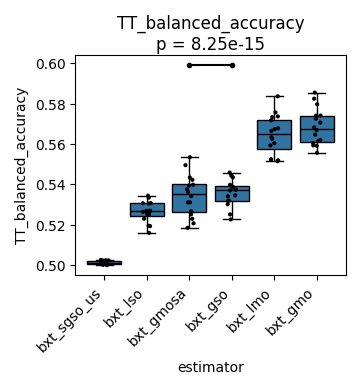 TT_balanced_accuracy
p = 8.25e-15
TT_balanced_accuracy
0.60
0.58
0.56
0.54
0.52
0.50
bxt_sgso_us
bxt_lso
bxt_gmosa
bxt_gso
bxt_lmo
bxt_gmo
estimator